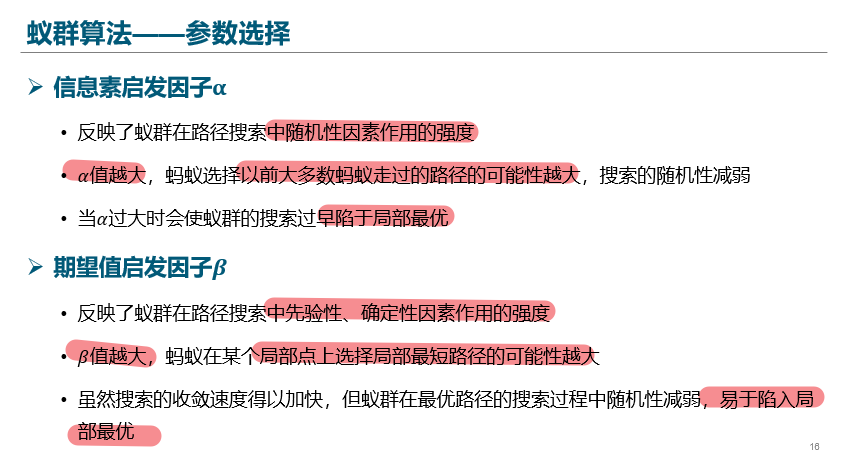 蚁群算法——参数选择
➢ 信息素启发因子α
• 反映了蚁群在路径搜索中随机性因素作用的强度
• α值越大，蚂蚁选择以前大多数蚂蚁走过的路径的可能性越大，搜索的随机性减弱
• 当α过大时会使蚁群的搜索过早陷于局部最优
➢ 期望值启发因子β
• 反映了蚁群在路径搜索中先验性、确定性因素作用的强度
• β值越大，蚂蚁在某个局部点上选择局部最短路径的可能性越大
• 虽然搜索的收敛速度得以加快，但蚁群在最优路径的搜索过程中随机性减弱，易于陷入局
部最优
16